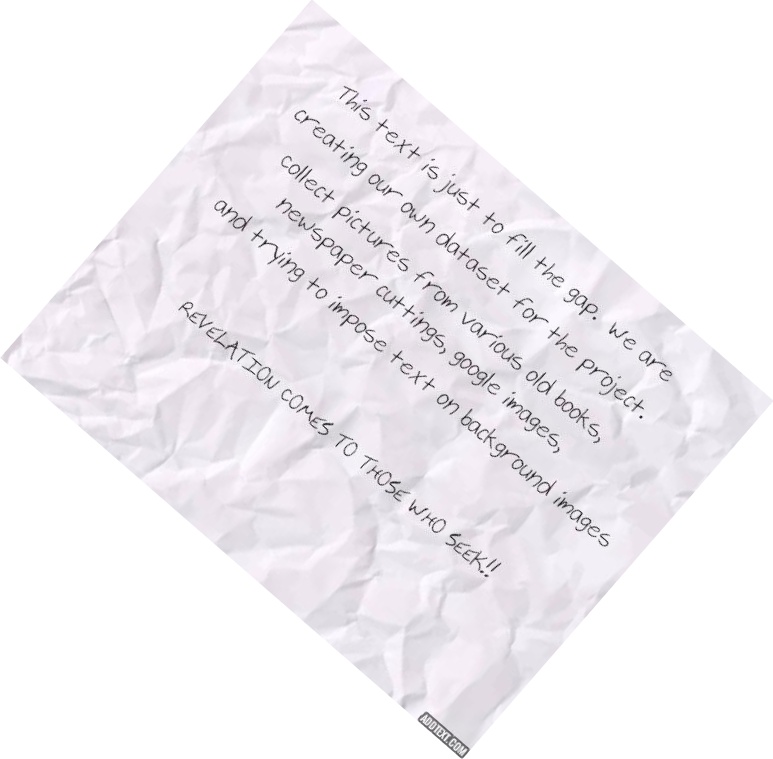 This text is just to fill the gap. We are
creating our own dataset for the project.
collect pictures from various old books,
newspaper cuttings, google images,
and trying to impose text on background images
REVELATION COMES TO THOSE WHO SEEK!!
ADDTEXT.COM